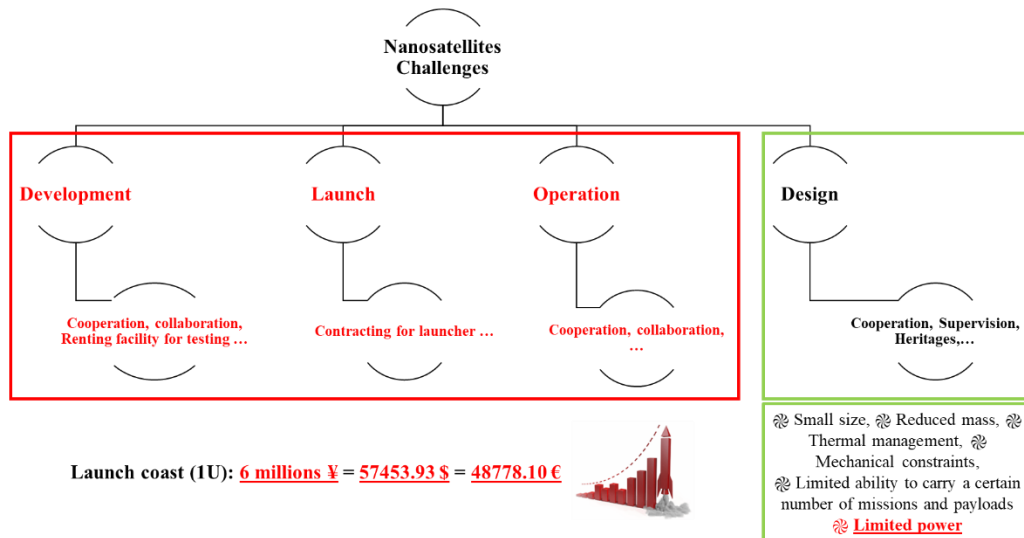 Nanosatellites
Challenges
Development
Launch
Operation
Design
Cooperation, collaboration,
Renting facility for testing …
Contracting for launcher …
Cooperation, collaboration,
…
Cooperation, Supervision,
Heritages,…
Launch coast (1U): 6 millions ¥ = 57453.93 $ = 48778.10 €
֍ Small size, ֍ Reduced mass, ֍
Thermal management, ֍
Mechanical constraints,
֍ Limited ability to carry a certain
number of missions and payloads
֍ Limited power